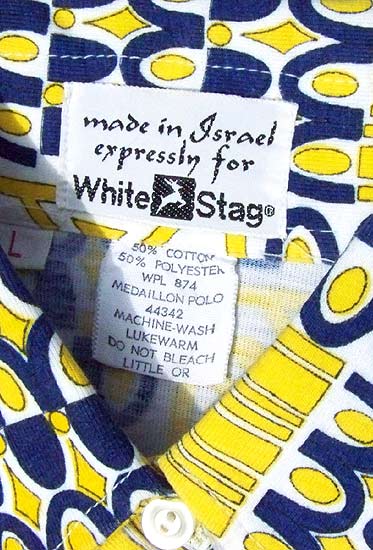 made in Israel
expressly for
White Stag®
L
50% COTTON
50% POLYESTER
WPL 874
MEDAILLON POLO
44342
MACHINE-WASH
LUKEWARM
DO NOT BLEACH
LITTLE OR